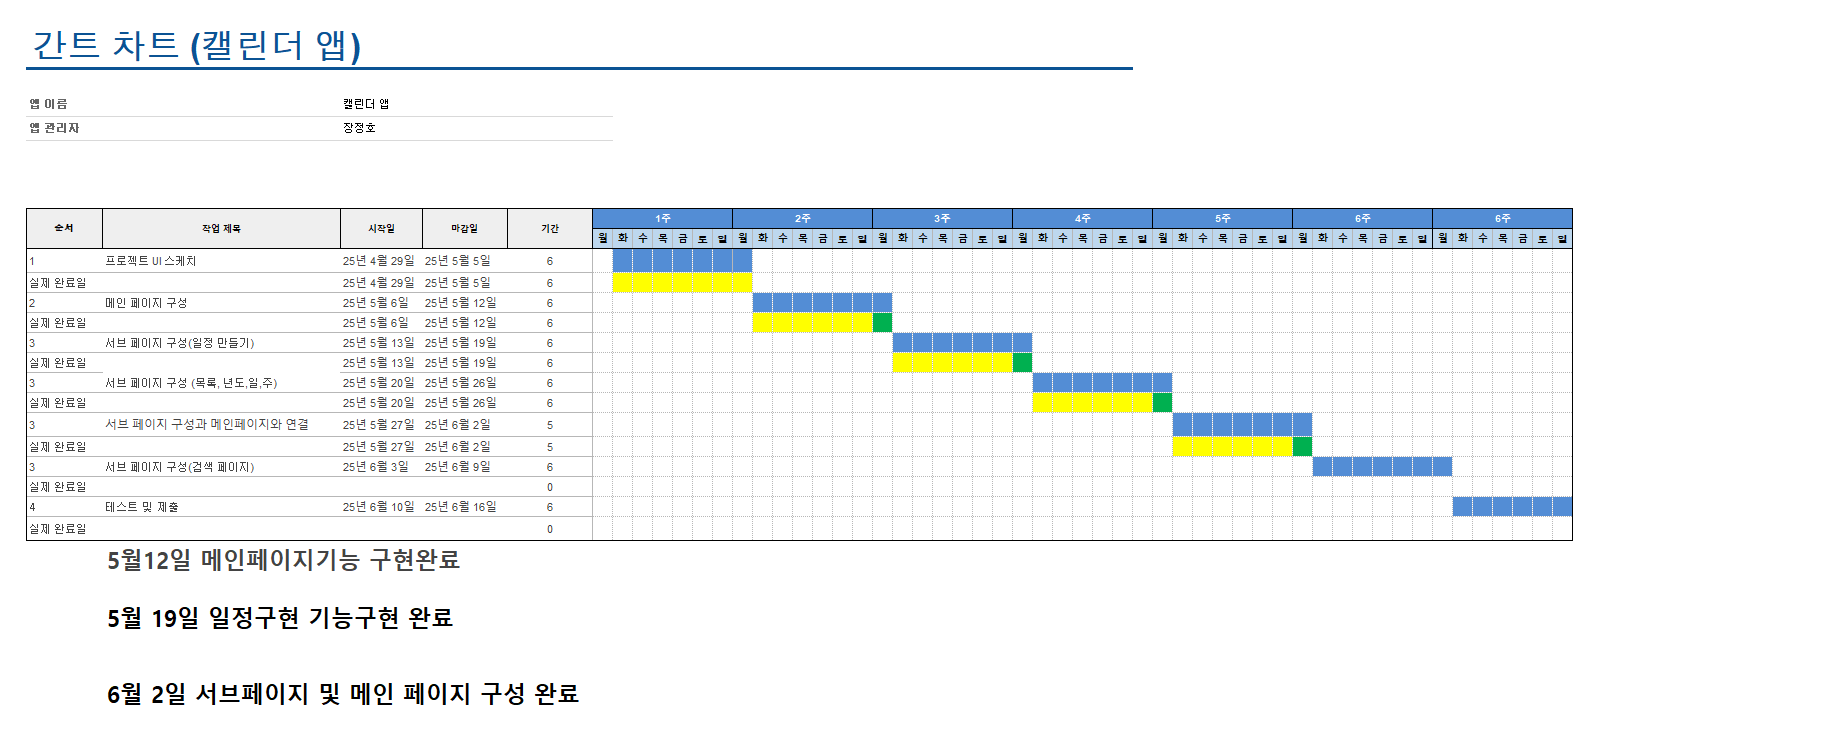 간트 차트 (캘린더 앱)
앱 이름 캘린더 앱
앱 관리자 장정호
순서 작업 제목 시작일 마감일 기간 1주 2주 3주 4주 5주 6주 6주
월 화 수 목 금 토 일 월 화 수 목 금 토 일 월 화 수 목 금 토 일 월 화 수 목 금 토 일 월 화 수 목 금 토 일 월 화 수 목 금 토 일 월 화 수 목 금 토 일
1 프로젝트 UI 스케치 25년 4월 29일 25년 5월 5일 6
실제 완료일 25년 4월 29일 25년 5월 5일 6
2 메인 페이지 구성 25년 5월 6일 25년 5월 12일 6
실제 완료일 25년 5월 6일 25년 5월 12일 6
3 서브 페이지 구성(일정 만들기) 25년 5월 13일 25년 5월 19일 6
실제 완료일 25년 5월 13일 25년 5월 19일 6
3 서브 페이지 구성 (목록, 년도,일,주) 25년 5월 20일 25년 5월 26일 6
실제 완료일 25년 5월 20일 25년 5월 26일 6
3 서브 페이지 구성과 메인페이지와 연결 25년 5월 27일 25년 6월 2일 5
실제 완료일 25년 5월 27일 25년 6월 2일 5
3 서브 페이지 구성(검색 페이지) 25년 6월 3일 25년 6월 9일 6
실제 완료일 0
4 테스트 및 제출 25년 6월 10일 25년 6월 16일 6
실제 완료일 0
5월12일 메인페이지기능 구현완료
5월 19일 일정구현 기능구현 완료
6월 2일 서브페이지 및 메인 페이지 구성 완료